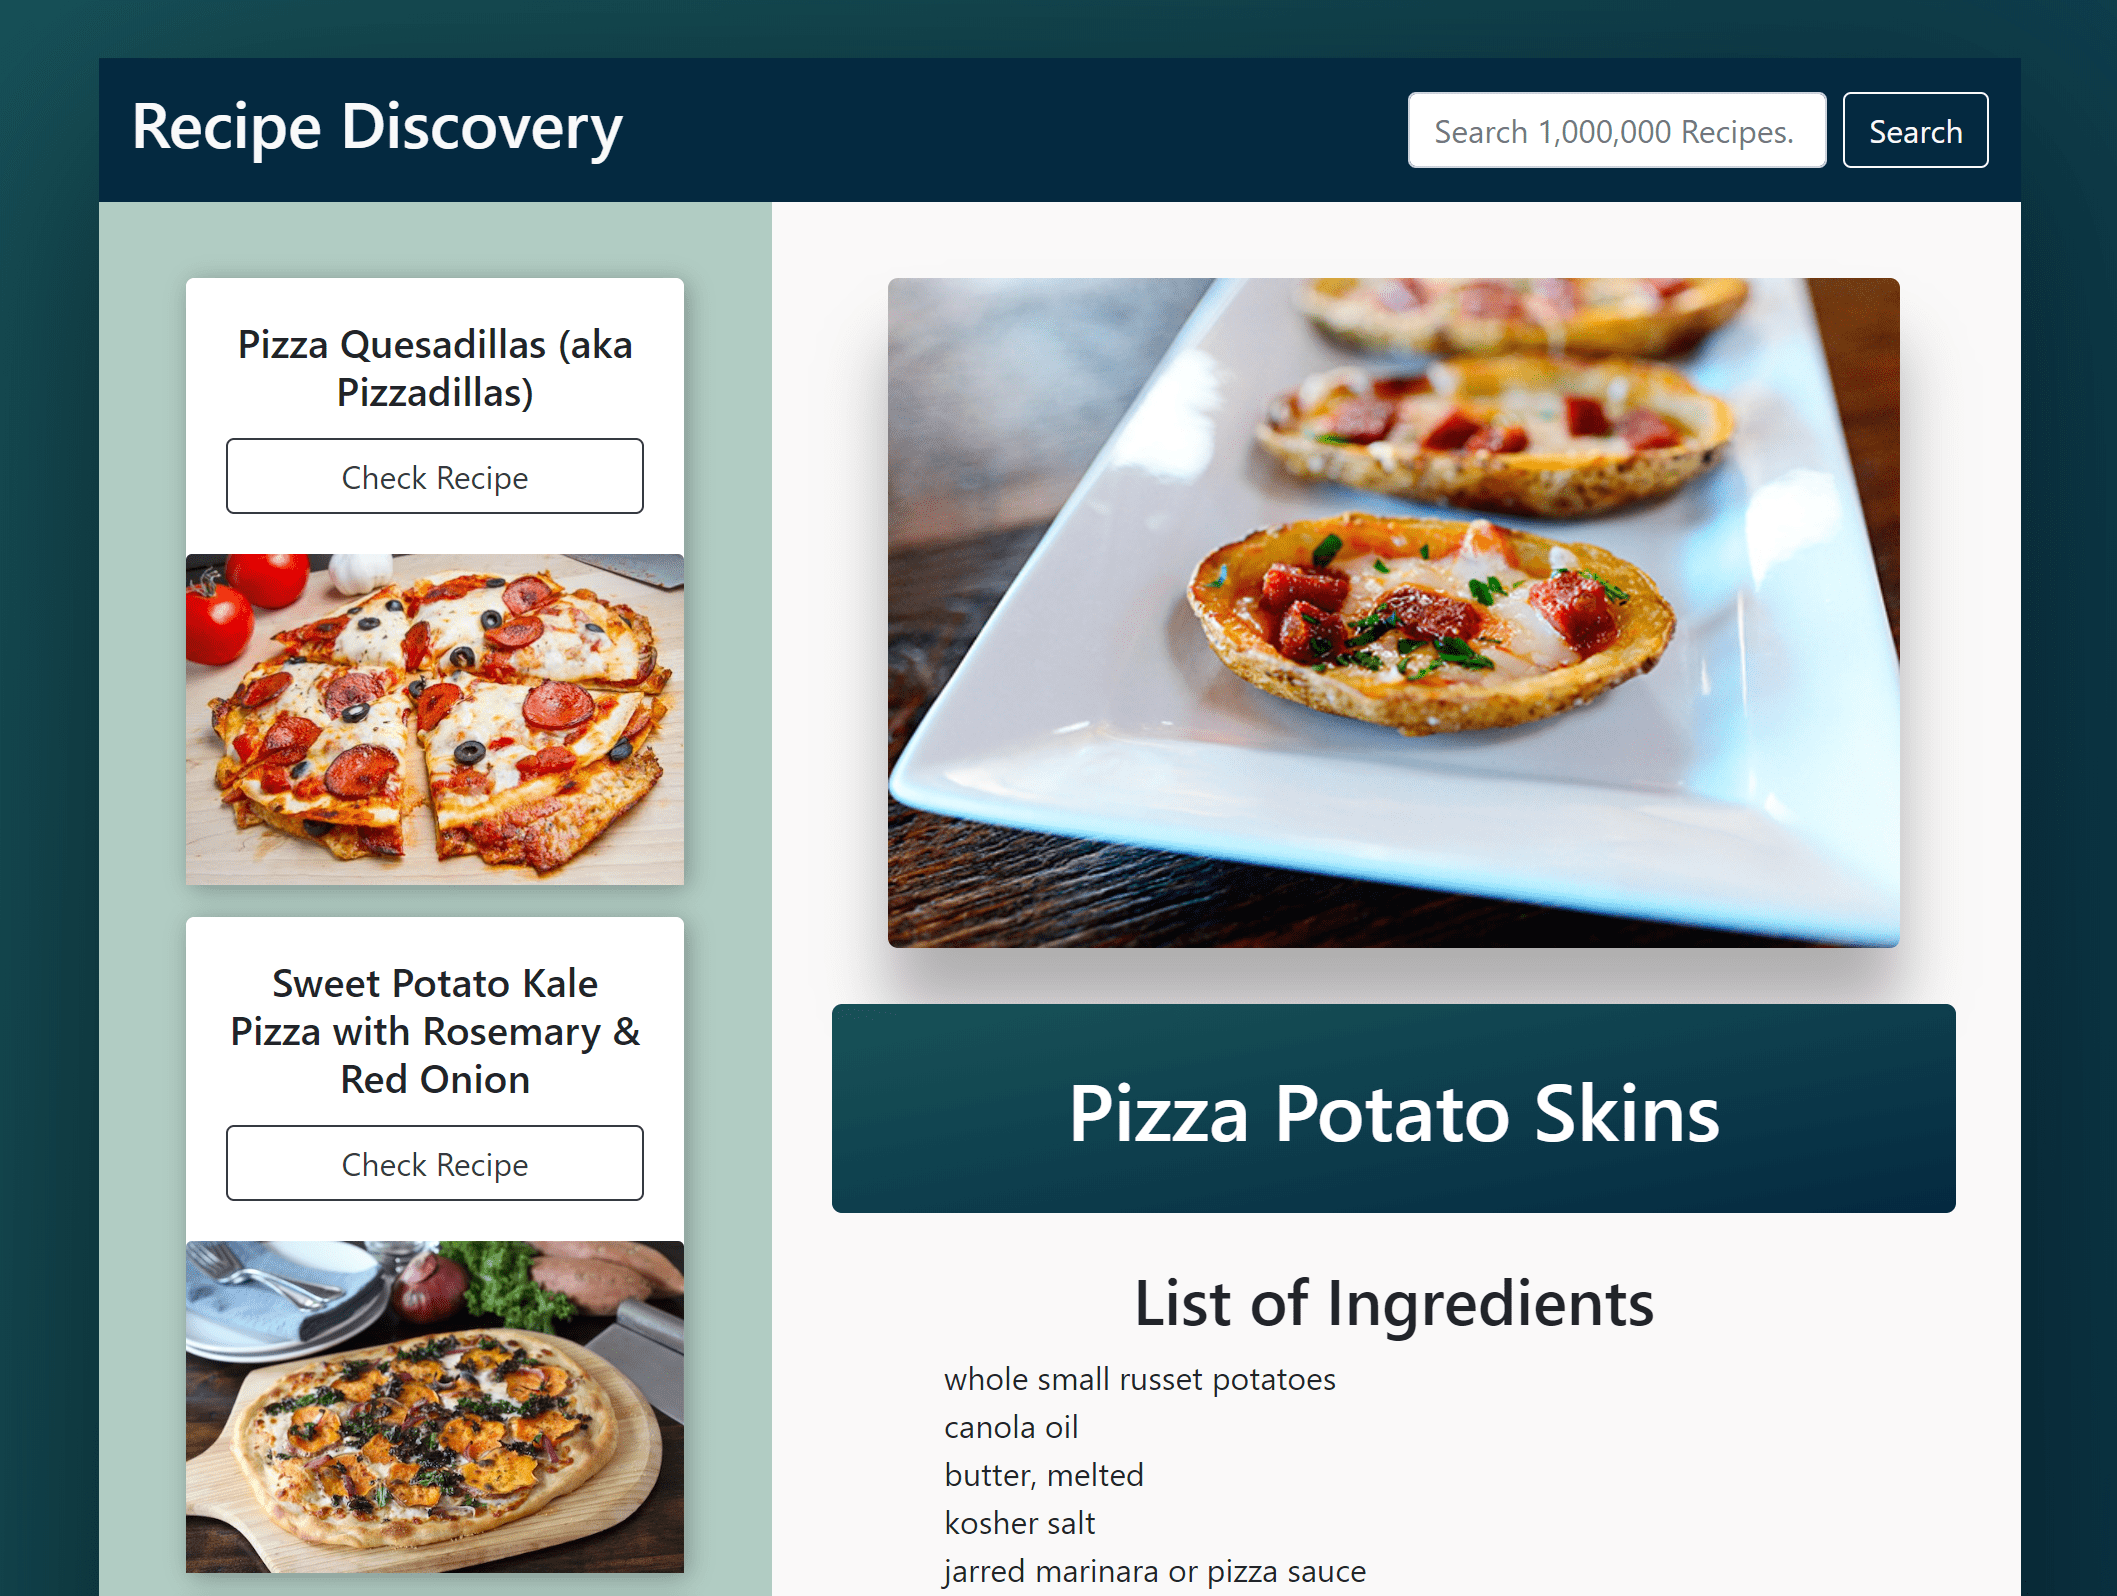 Recipe Discovery
Search 1,000,000 Recipes.
Search
Pizza Quesadillas (aka
Pizzadillas)
Check Recipe
Sweet Potato Kale
Pizza with Rosemary &
Red Onion
Check Recipe
Pizza Potato Skins
List of Ingredients
whole small russet potatoes
canola oil
butter, melted
kosher salt
jarred marinara or pizza sauce